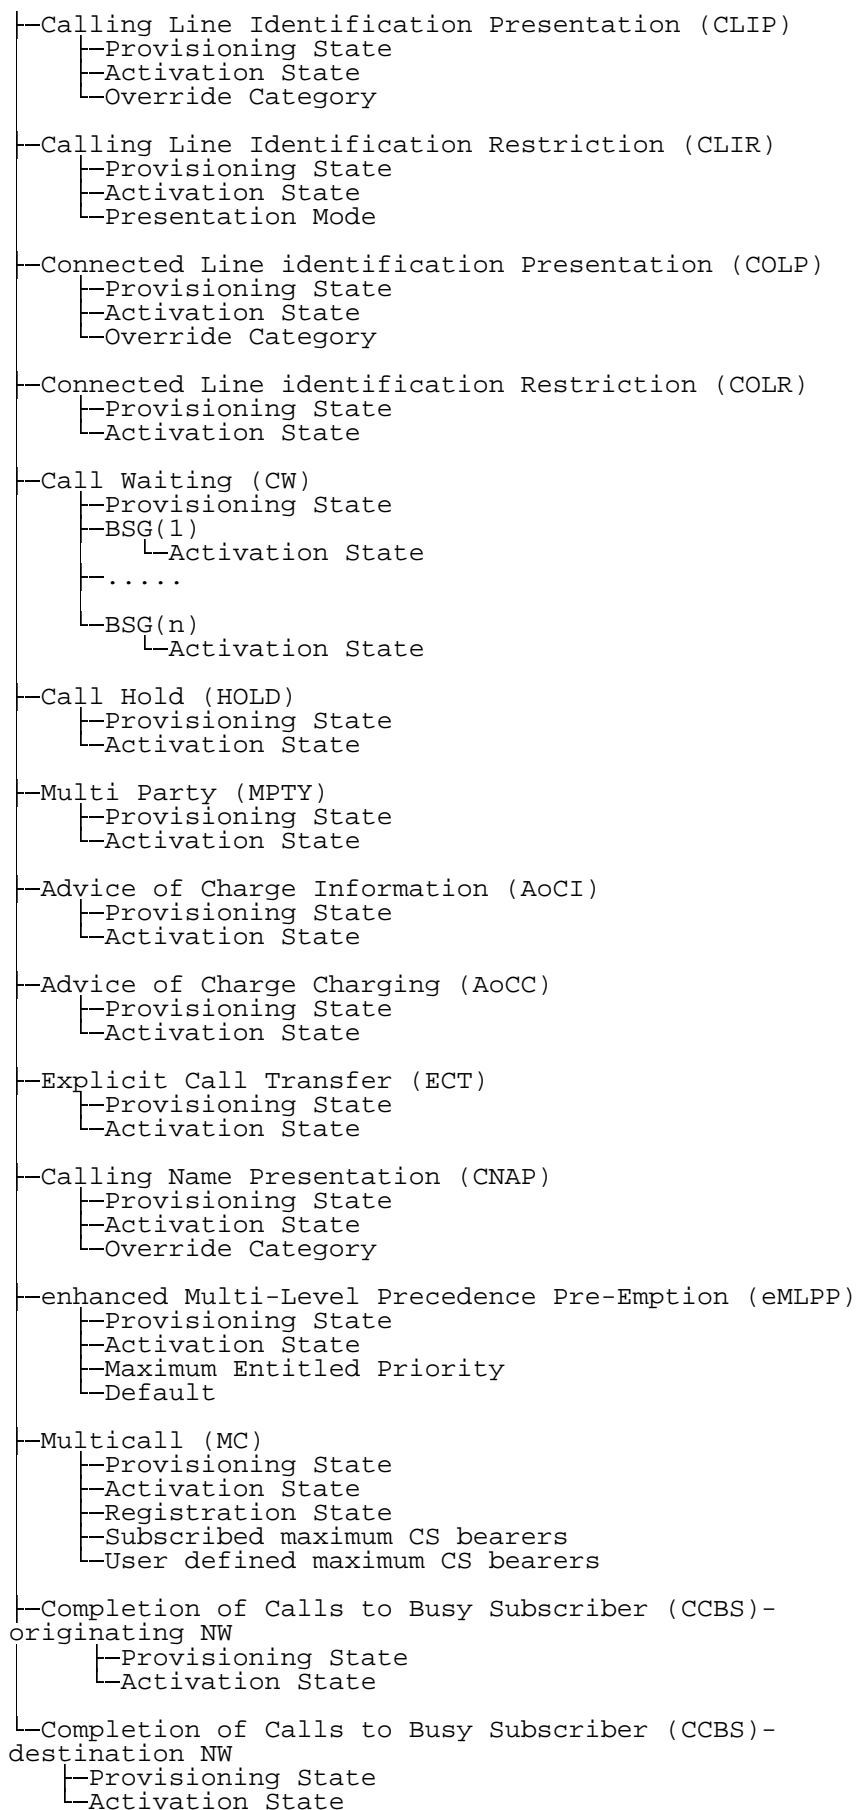 Calling Line Identification Presentation (CLIP)
Provisioning State
Activation State
Override Category
Calling Line Identification Restriction (CLIR)
Provisioning State
Activation State
Presentation Mode
Connected Line identification Presentation (COLP)
Provisioning State
Activation State
Override Category
Connected Line identification Restriction (COLR)
Provisioning State
Activation State
Call Waiting (CW)
Provisioning State
BSG(1)
Activation State
.....
BSG(n)
Activation State
Call Hold (HOLD)
Provisioning State
Activation State
Multi Party (MPTY)
Provisioning State
Activation State
Advice of Charge Information (AoCI)
Provisioning State
Activation State
Advice of Charge Charging (AoCC)
Provisioning State
Activation State
Explicit Call Transfer (ECT)
Provisioning State
Activation State
Calling Name Presentation (CNAP)
Provisioning State
Activation State
Override Category
enhanced Multi-Level Precedence Pre-Emption (eMLPP)
Provisioning State
Activation State
Maximum Entitled Priority
Default
Multicall (MC)
Provisioning State
Activation State
Registration State
Subscribed maximum CS bearers
User defined maximum CS bearers
Completion of Calls to Busy Subscriber (CCBS)-
originating NW
Provisioning State
Activation State
Completion of Calls to Busy Subscriber (CCBS)-
destination NW
Provisioning State
Activation State